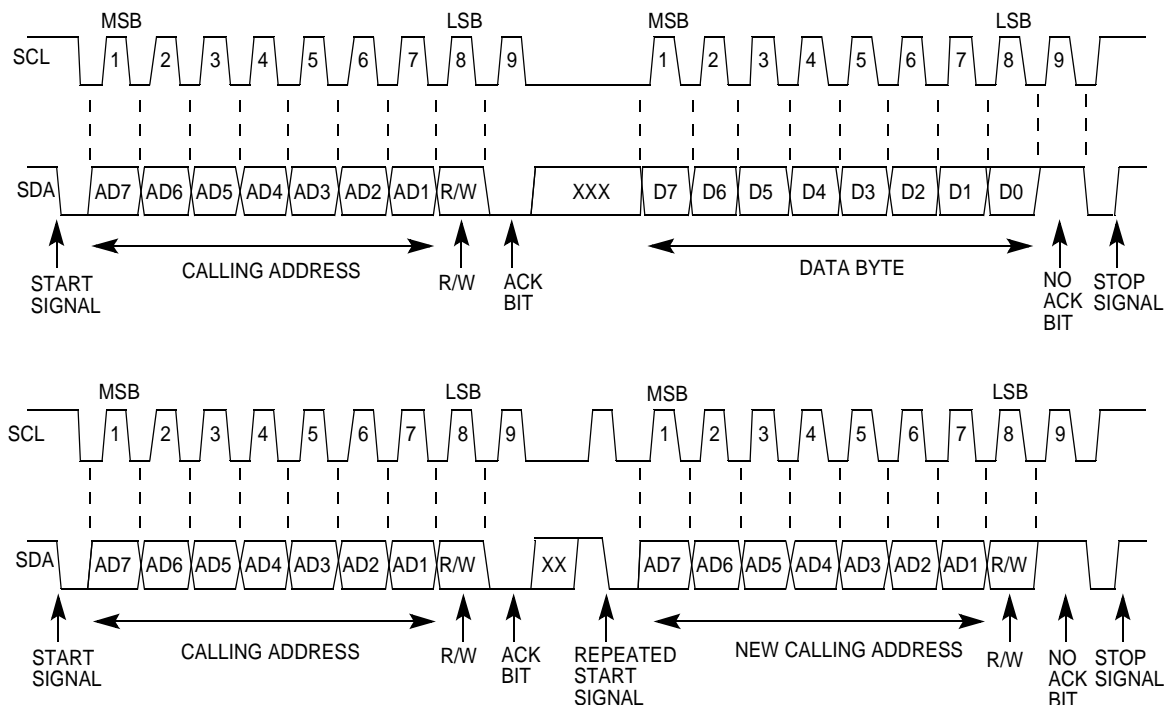 MSB LSB MSB LSB
SCL 1 2 3 4 5 6 7 8 9 1 2 3 4 5 6 7 8 9
SDA AD7 AD6 AD5 AD4 AD3 AD2 AD1 R/W XXX D7 D6 D5 D4 D3 D2 D1 D0
START
SIGNAL
CALLING ADDRESS
R/W
ACK
BIT
DATA BYTE
NO
ACK
BIT
STOP
SIGNAL
MSB LSB MSB LSB
SCL 1 2 3 4 5 6 7 8 9 1 2 3 4 5 6 7 8 9
SDA AD7 AD6 AD5 AD4 AD3 AD2 AD1 R/W XX AD7 AD6 AD5 AD4 AD3 AD2 AD1 R/W
START
SIGNAL
CALLING ADDRESS
R/W
ACK
BIT
REPEATED
START
SIGNAL
NEW CALLING ADDRESS
R/W
NO
ACK
BIT
STOP
SIGNAL